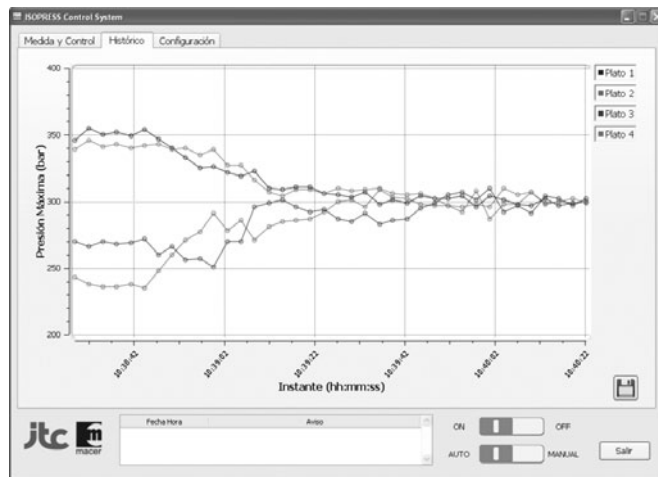 ISOPRESS Control System
Medida y Control
Histórico
Configuración
400
350
300
250
200
Presión Máxima (bar)
Plato 1
Plato 2
Plato 3
Plato 4
10:38:42
10:39:02
10:39:22
10:39:42
10:40:02
10:40:22
Instante (hh:mm:ss)
jtc
m
macer
Fecha Hora
Aviso
ON
OFF
AUTO
MANUAL
Salir